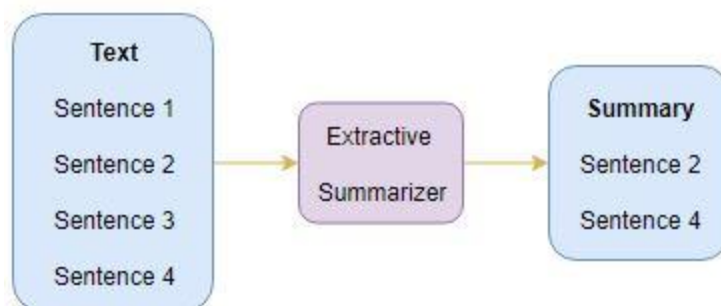 Text
Sentence 1
Sentence 2
Sentence 3
Sentence 4
Extractive
Summarizer
Summary
Sentence 2
Sentence 4